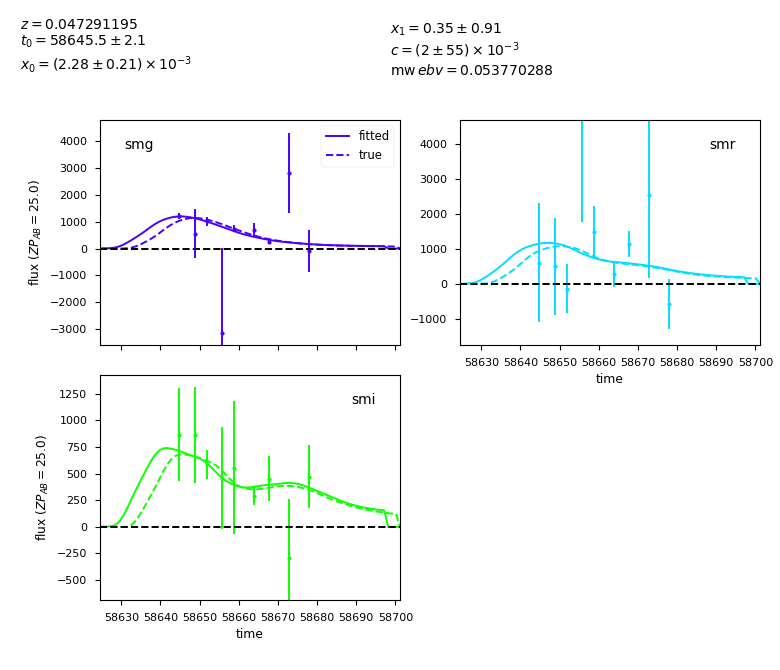 z = 0.047291195
t₀ = 58645.5 ± 2.1
x₀ = (2.28 ± 0.21) × 10⁻³
x₁ = 0.35 ± 0.91
c = (2 ± 55) × 10⁻³
mw ebv = 0.053770288
smg
fitted
true
4000
3000
2000
1000
0
−1000
−2000
−3000
flux (ZP_AB = 25.0)
smr
4000
3000
2000
1000
0
−1000
58630 58640 58650 58660 58670 58680 58690 58700
time
smi
1250
1000
750
500
250
0
−250
−500
flux (ZP_AB = 25.0)
58630 58640 58650 58660 58670 58680 58690 58700
time